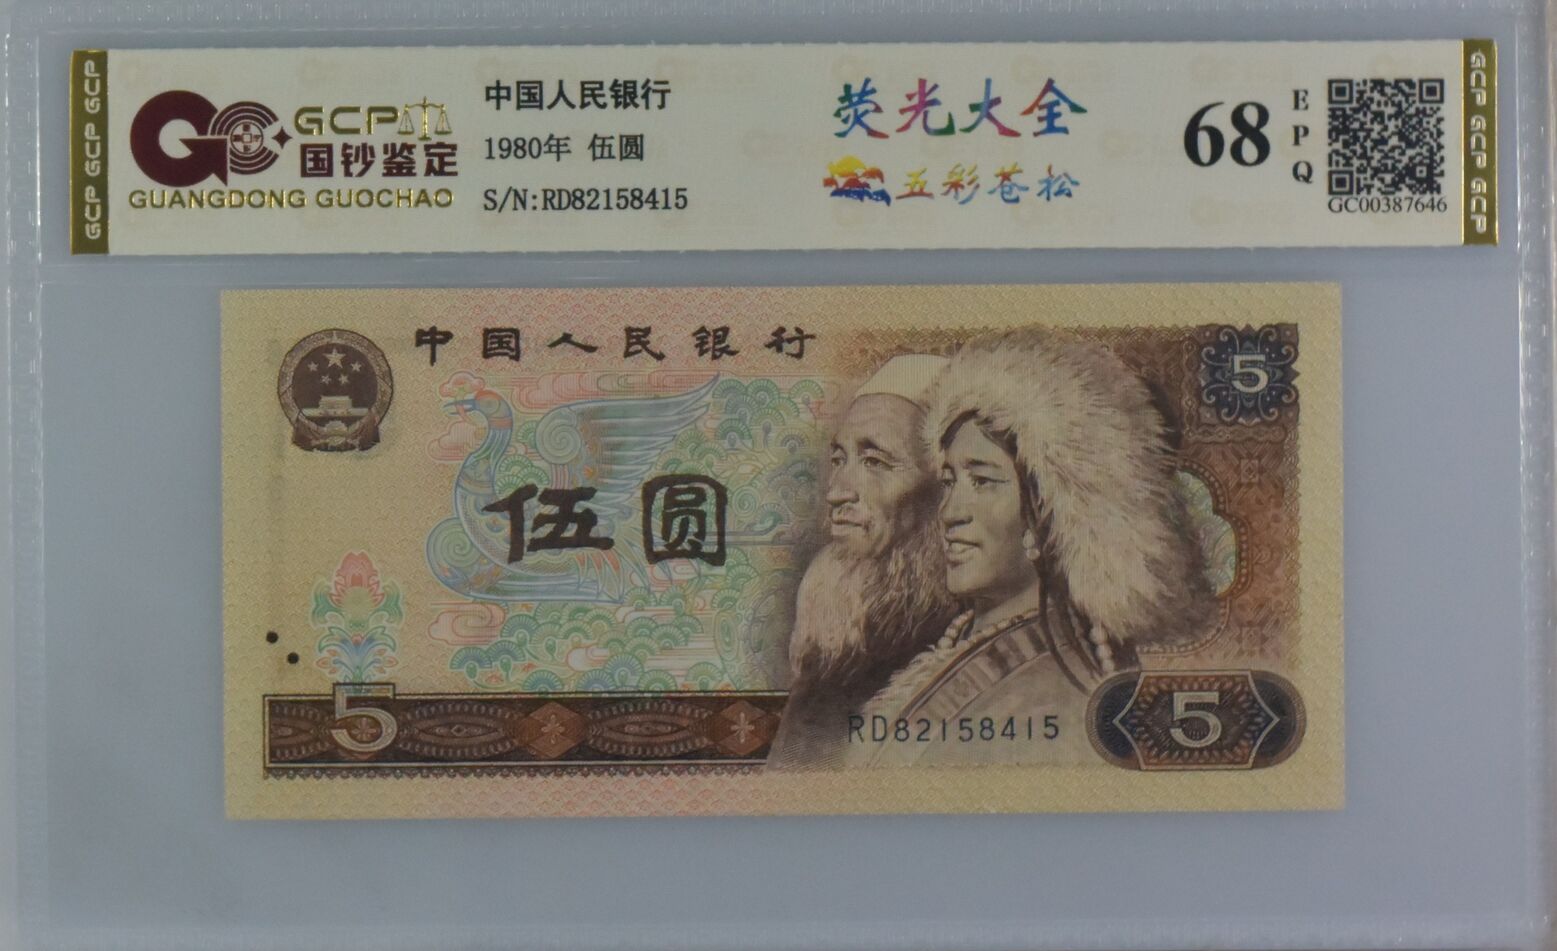 GCP GCP GCP
GCP
国钞鉴定
GUANGDONG GUOCHAO
中国人民银行
1980年 伍圆
S/N:RD82158415
荧光大全
五彩苍松
68
EPQ
GC00387646
GCP GCP GCP
中国人民银行
5
伍圆
5
RD82158415
5